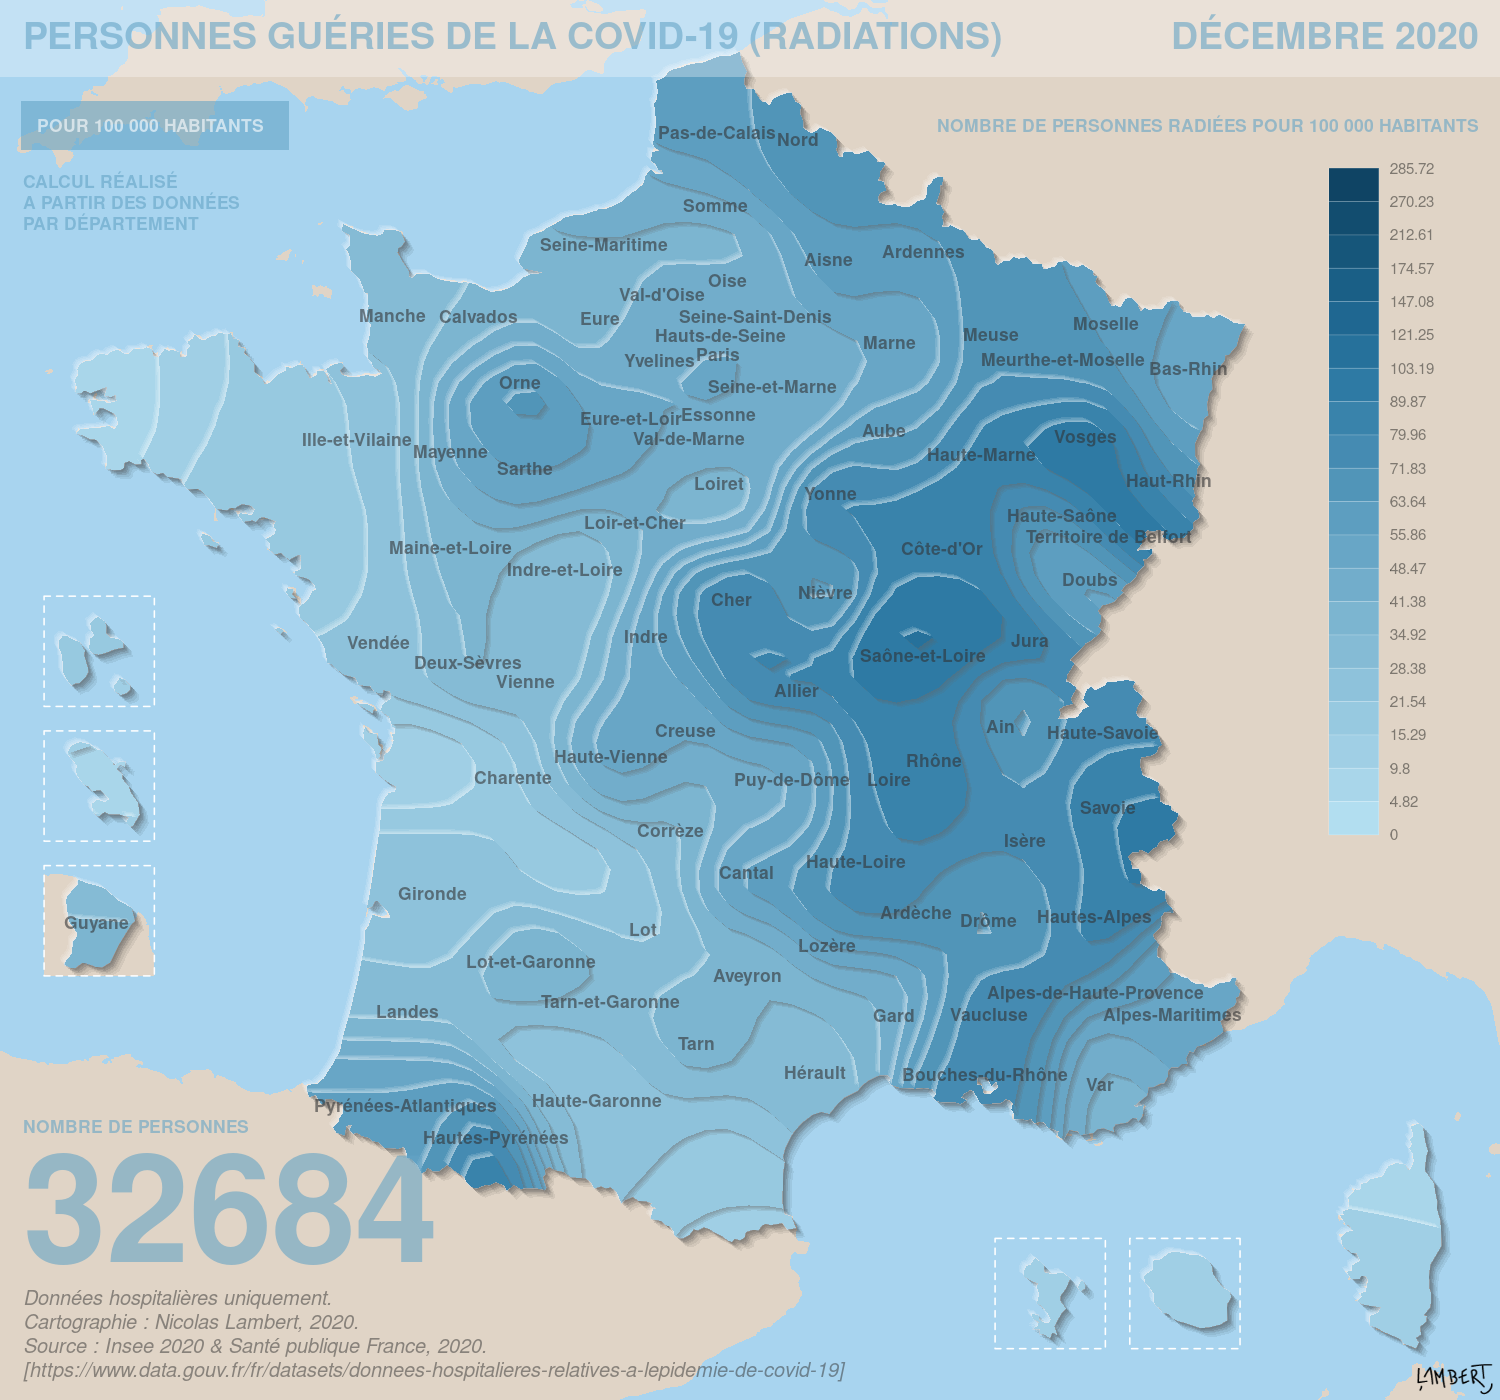 PERSONNES GUÉRIES DE LA COVID-19 (RADIATIONS)
DÉCEMBRE 2020
POUR 100 000 HABITANTS
CALCUL RÉALISÉ
A PARTIR DES DONNÉES
PAR DÉPARTEMENT
NOMBRE DE PERSONNES RADIÉES POUR 100 000 HABITANTS
285.72
270.23
212.61
174.57
147.08
121.25
103.19
89.87
79.96
71.83
63.64
55.86
48.47
41.38
34.92
28.38
21.54
15.29
9.8
4.82
0
Pas-de-Calais
Nord
Somme
Seine-Maritime
Aisne
Ardennes
Oise
Val-d'Oise
Manche
Calvados
Eure
Seine-Saint-Denis
Hauts-de-Seine
Marne
Meuse
Moselle
Yvelines
Paris
Meurthe-et-Moselle
Bas-Rhin
Orne
Seine-et-Marne
Eure-et-Loir
Essonne
Ille-et-Vilaine
Mayenne
Val-de-Marne
Aube
Vosges
Haute-Marne
Sarthe
Loiret
Yonne
Haut-Rhin
Loir-et-Cher
Haute-Saône
Territoire de Belfort
Maine-et-Loire
Côte-d'Or
Indre-et-Loire
Doubs
Cher
Nièvre
Vendée
Indre
Jura
Deux-Sèvres
Saône-et-Loire
Vienne
Allier
Creuse
Ain
Haute-Savoie
Haute-Vienne
Rhône
Charente
Puy-de-Dôme
Loire
Savoie
Corrèze
Isère
Cantal
Haute-Loire
Gironde
Ardèche
Drôme
Hautes-Alpes
Guyane
Lot
Lozère
Lot-et-Garonne
Aveyron
Tarn-et-Garonne
Alpes-de-Haute-Provence
Landes
Gard
Vaucluse
Alpes-Maritimes
Tarn
Hérault
Bouches-du-Rhône
Var
Pyrénées-Atlantiques
Haute-Garonne
Hautes-Pyrénées
NOMBRE DE PERSONNES
32684
Données hospitalières uniquement.
Cartographie : Nicolas Lambert, 2020.
Source : Insee 2020 & Santé publique France, 2020.
[https://www.data.gouv.fr/fr/datasets/donnees-hospitalieres-relatives-a-lepidemie-de-covid-19]
LAMBERT